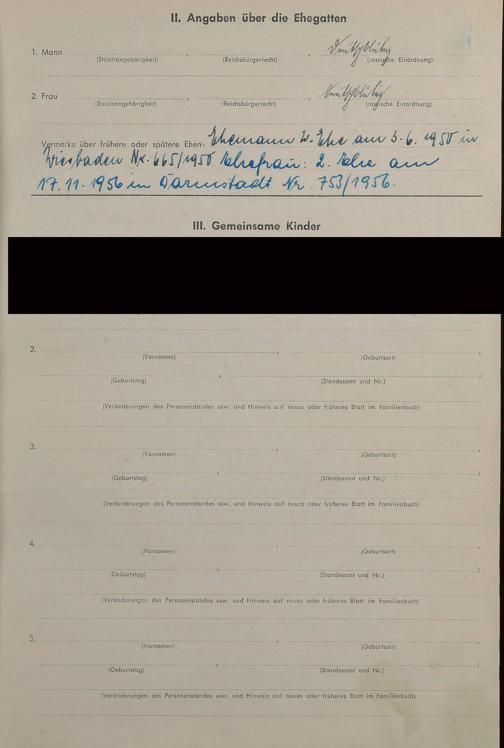 II. Angaben über die Ehegatten
1. Mann deutschblütig
(Staatsangehörigkeit) (Reichsbürgerrecht) (rassische Einordnung)
2. Frau deutschblütig
(Staatsangehörigkeit) (Reichsbürgerrecht) (rassische Einordnung)
Vermerke über frühere oder spätere Ehen: Ehemann 2. Ehe am 3.6.1950 in
Wiesbaden Nr. 665/1950 Ehefrau: 2. Ehe am
17.11.1956 in Darmstadt Nr. 753/1956.
III. Gemeinsame Kinder
2.
(Vornamen) (Geburtsort)
(Geburtstag) (Standesamt und Nr.)
(Veränderungen des Personenstandes usw. und Hinweis auf neues oder früheres Blatt im Familienbuch)
3.
(Vornamen) (Geburtsort)
(Geburtstag) (Standesamt und Nr.)
(Veränderungen des Personenstandes usw. und Hinweis auf neues oder früheres Blatt im Familienbuch)
4.
(Vornamen) (Geburtsort)
(Geburtstag) (Standesamt und Nr.)
(Veränderungen des Personenstandes usw. und Hinweis auf neues oder früheres Blatt im Familienbuch)
5.
(Vornamen) (Geburtsort)
(Geburtstag) (Standesamt und Nr.)
(Veränderungen des Personenstandes usw. und Hinweis auf neues oder früheres Blatt im Familienbuch)